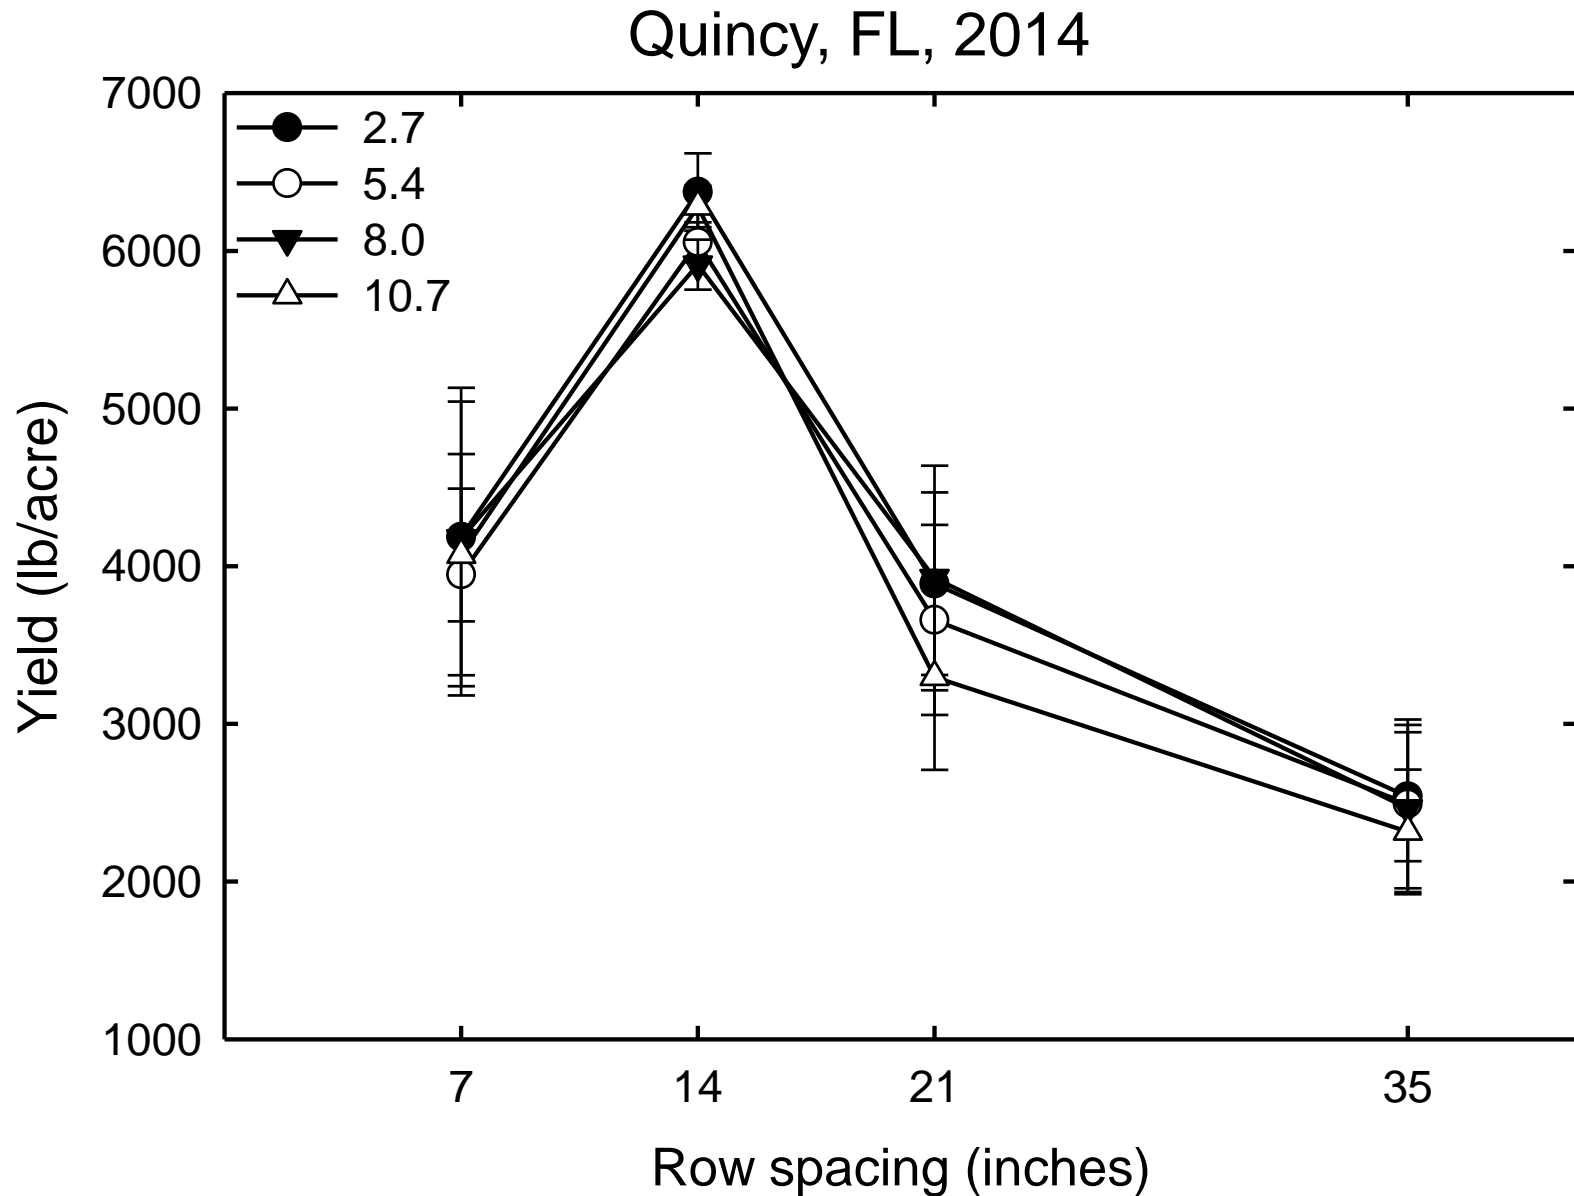 Quincy, FL, 2014
7000
6000
5000
4000
3000
2000
1000
Yield (lb/acre)
2.7
5.4
8.0
10.7
7 14 21 35
Row spacing (inches)